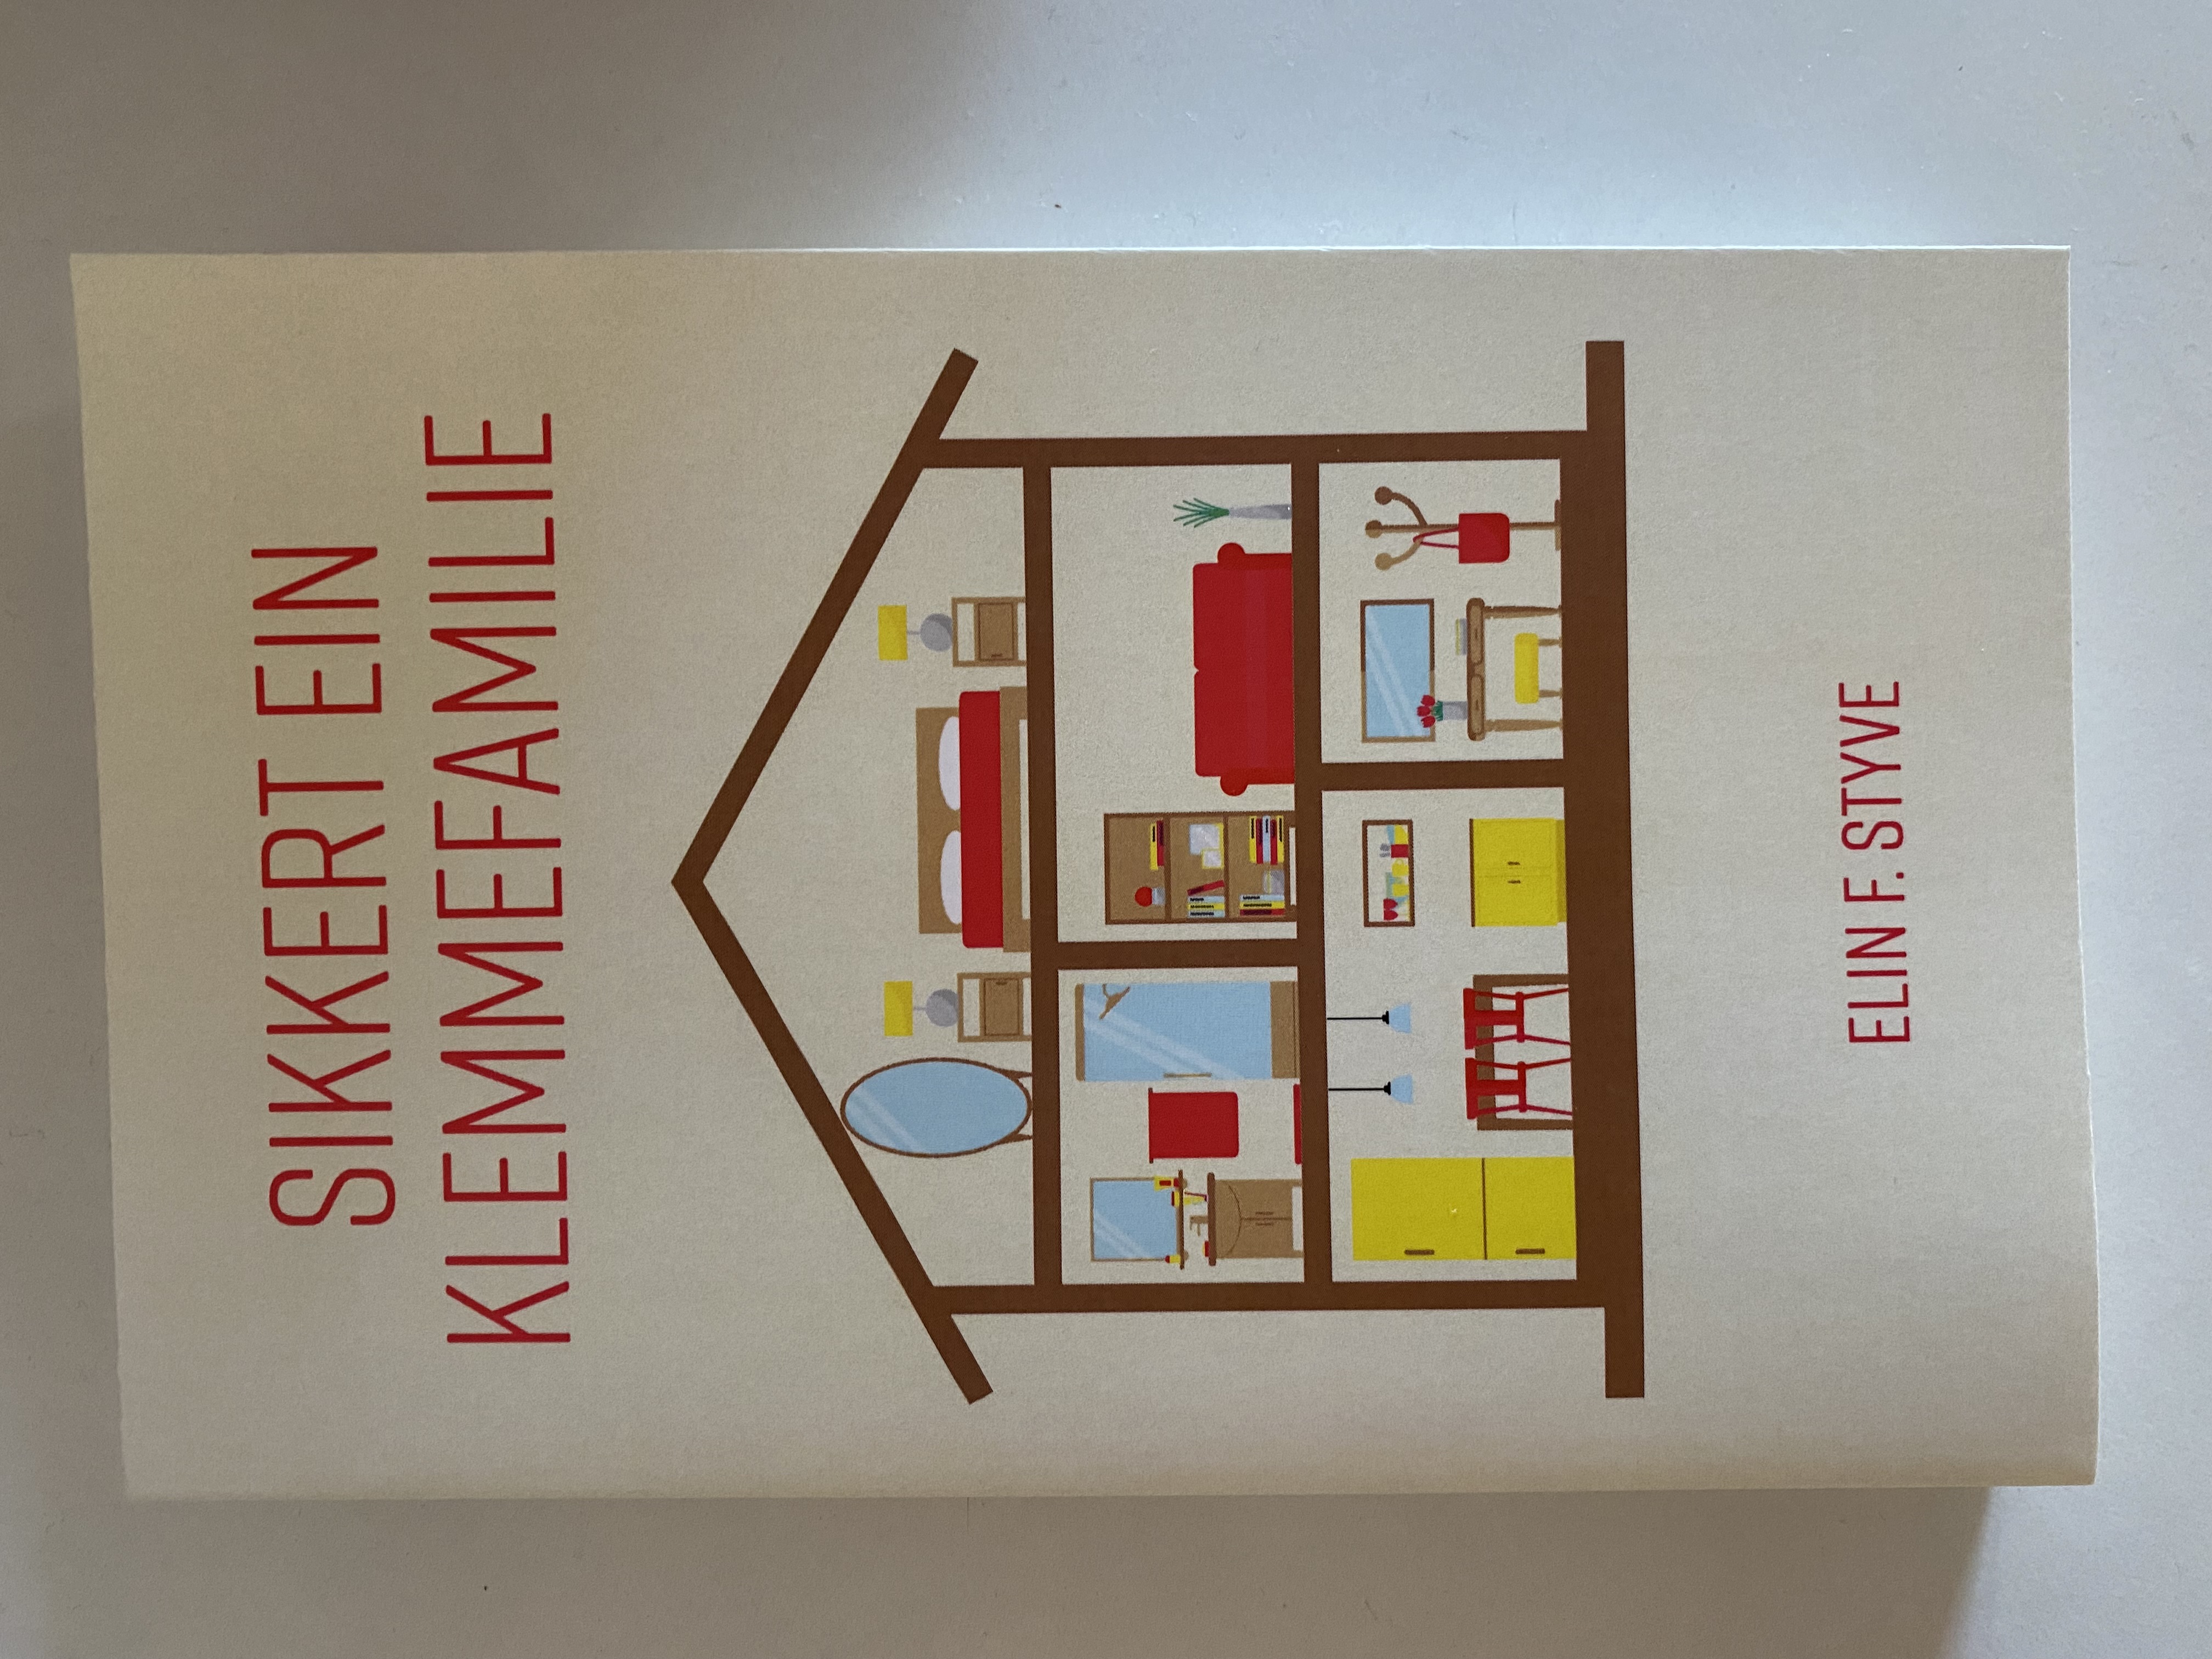 SIKKERT EIN
KLEMMEFAMILIE
ELIN F. STYVE